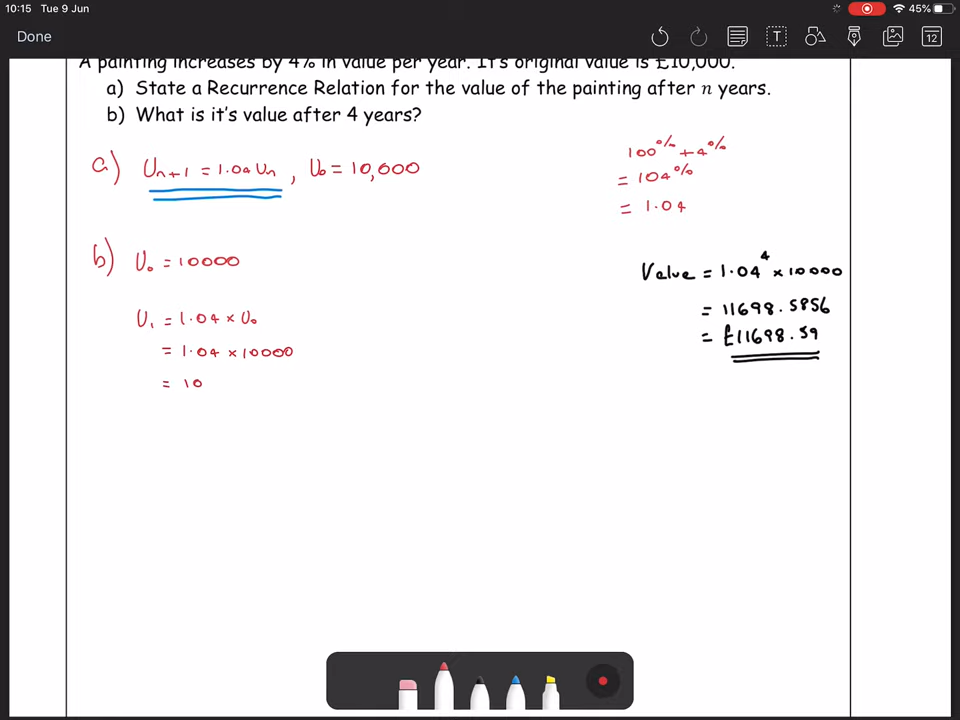 10:15 Tue 9 Jun 45%
Done T 12
A painting increases by 4% in value per year. It's original value is £10,000.
a) State a Recurrence Relation for the value of the painting after n years.
b) What is it's value after 4 years?
a) Uₙ₊₁ = 1.04 Uₙ , U₀ = 10,000
100% + 4%
= 104%
= 1.04
b) U₀ = 10000
U₁ = 1.04 × U₀
= 1.04 × 10000
= 10
Value = 1.04⁴ × 10000
= 11698.5856
= £11698.59